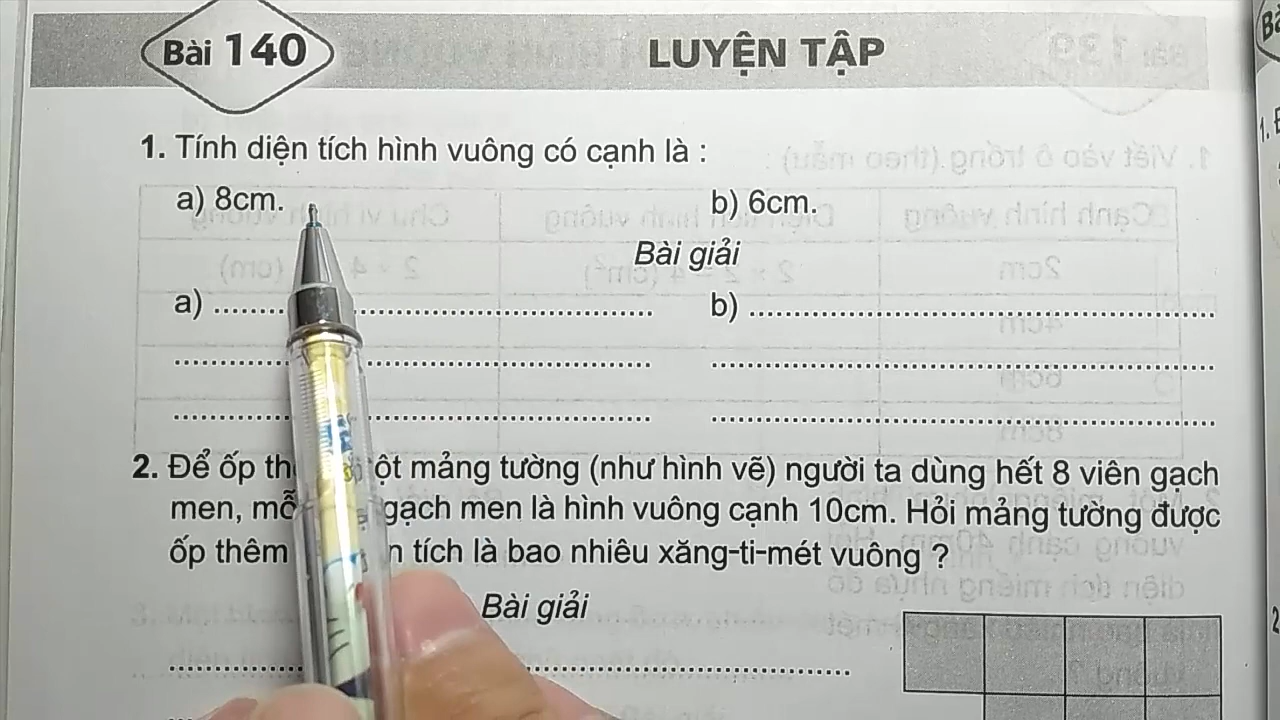 Bài 140 LUYỆN TẬP
1. Tính diện tích hình vuông có cạnh là :
a) 8cm. b) 6cm.
Bài giải
a) b)
2. Để ốp th ột mảng tường (như hình vẽ) người ta dùng hết 8 viên gạch
men, mỗ gạch men là hình vuông cạnh 10cm. Hỏi mảng tường được
ốp thêm n tích là bao nhiêu xăng-ti-mét vuông ?
Bài giải